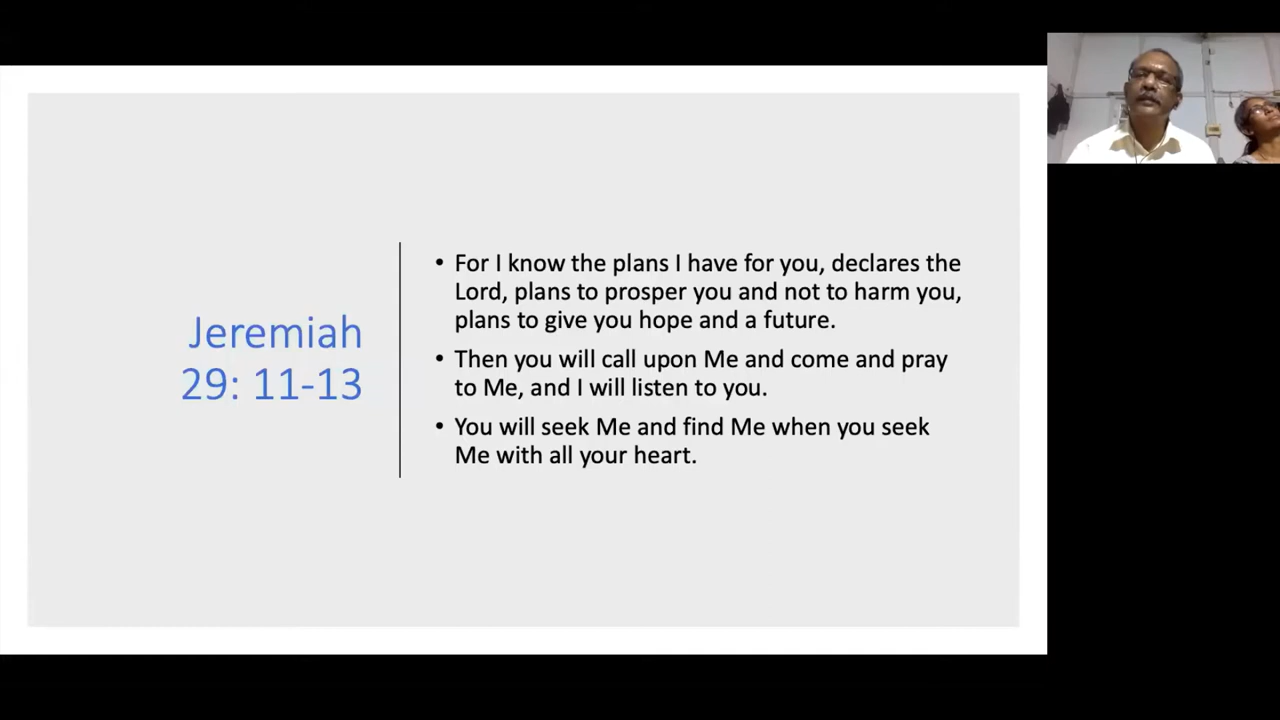 Jeremiah
29: 11-13
• For I know the plans I have for you, declares the
Lord, plans to prosper you and not to harm you,
plans to give you hope and a future.
• Then you will call upon Me and come and pray
to Me, and I will listen to you.
• You will seek Me and find Me when you seek
Me with all your heart.